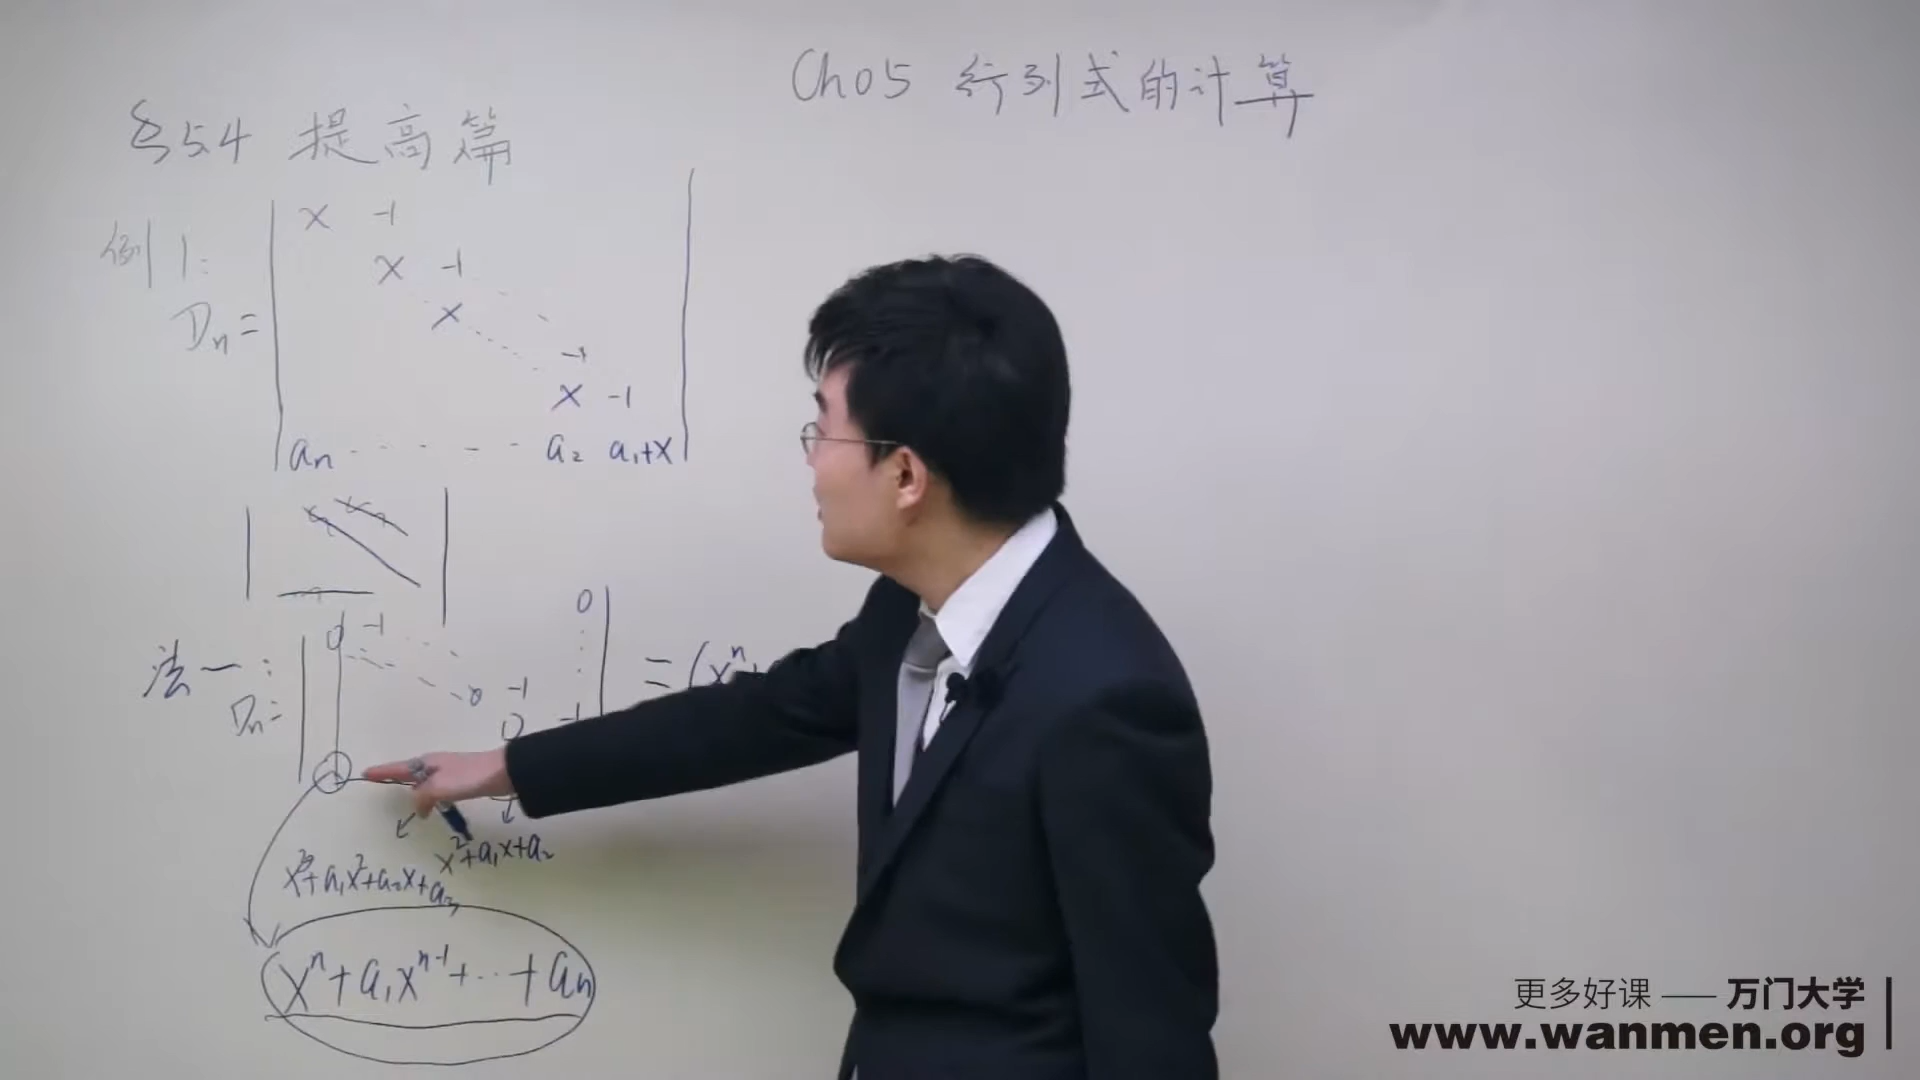 Ch05 行列式的计算
§5.4 提高篇
例1:
x -1
x -1
Dn=
x
-1
x -1
an ----- a2 a1+x
0
0 -1
法一:
= (x^n+
0 -1
Dn=
0 -1
x^2+a1x+a2
x^3+a1x^2+a2x+a3
x^n+a1x^{n-1}+…+an
更多好课 —— 万门大学
www.wanmen.org